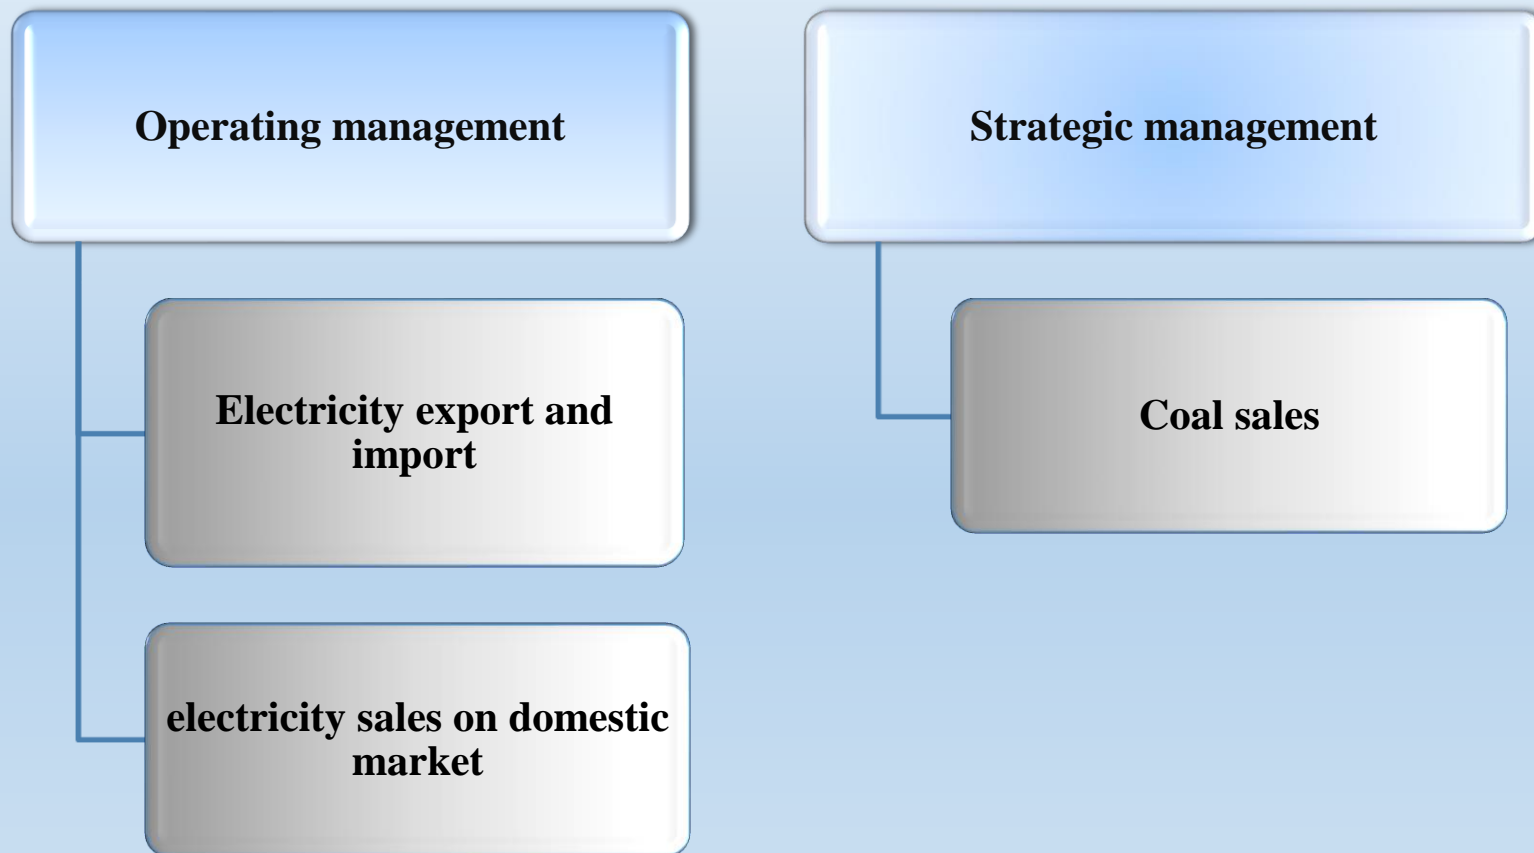 Operating management
Electricity export and
import
electricity sales on domestic
market
Strategic management
Coal sales